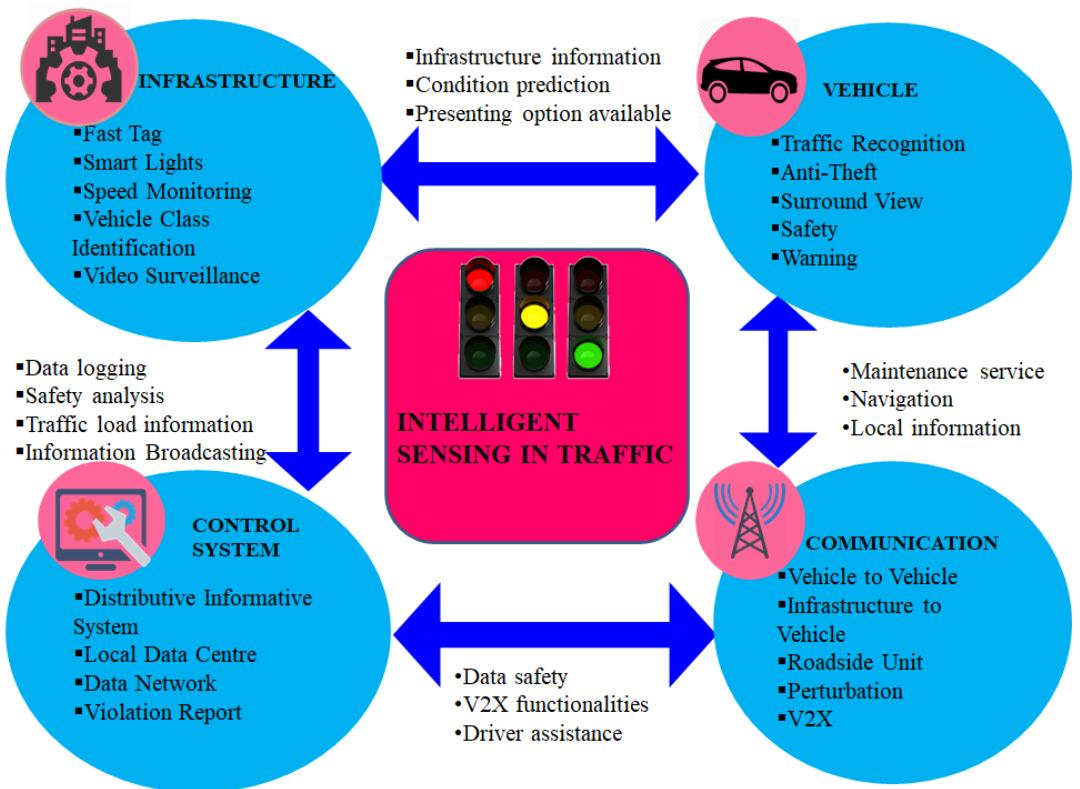 INFRASTRUCTURE
▪Fast Tag
▪Smart Lights
▪Speed Monitoring
▪Vehicle Class
Identification
▪Video Surveillance
▪Infrastructure information
▪Condition prediction
▪Presenting option available
VEHICLE
▪Traffic Recognition
▪Anti-Theft
▪Surround View
▪Safety
▪Warning
▪Data logging
▪Safety analysis
▪Traffic load information
▪Information Broadcasting
INTELLIGENT
SENSING IN TRAFFIC
•Maintenance service
•Navigation
•Local information
CONTROL
SYSTEM
▪Distributive Informative
System
▪Local Data Centre
▪Data Network
▪Violation Report
•Data safety
•V2X functionalities
•Driver assistance
COMMUNICATION
▪Vehicle to Vehicle
▪Infrastructure to
Vehicle
▪Roadside Unit
▪Perturbation
▪V2X